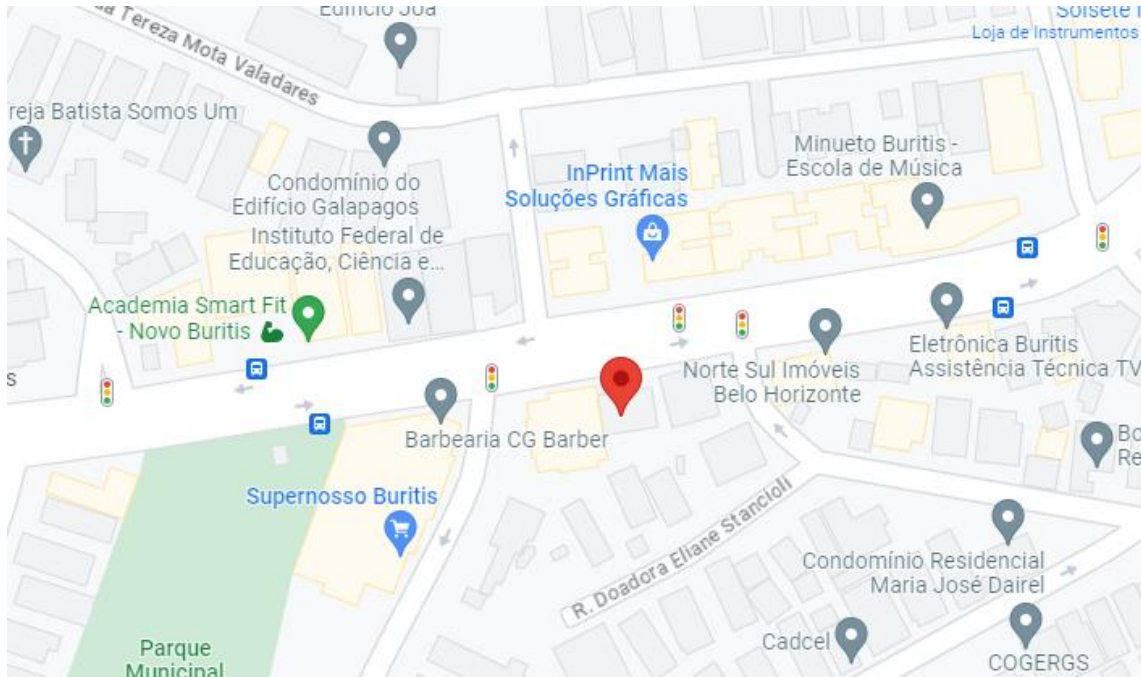 Edifício Joá
a Tereza Mota Valadares
Loja de Instrumentos
reja Batista Somos Um
Condomínio do
Edifício Galapagos
Instituto Federal de
Educação, Ciência e...
InPrint Mais
Soluções Gráficas
Minueto Buritis -
Escola de Música
Academia Smart Fit
- Novo Buritis
S
Norte Sul Imóveis
Belo Horizonte
Eletrônica Buritis
Assistência Técnica TV
Barbearia CG Barber
Bo
Re
Supernosso Buritis
R. Doadora Eliane Stancioli
Condomínio Residencial
Maria José Dairel
Cadcel
COGERGS
Parque
Municipal